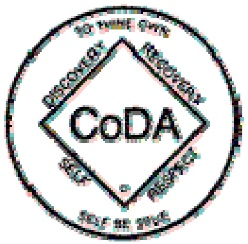 TO THINE OWN
DISCOVERY
RECOVERY
CoDA
SELF
RESPECT
SELF BE TRUE